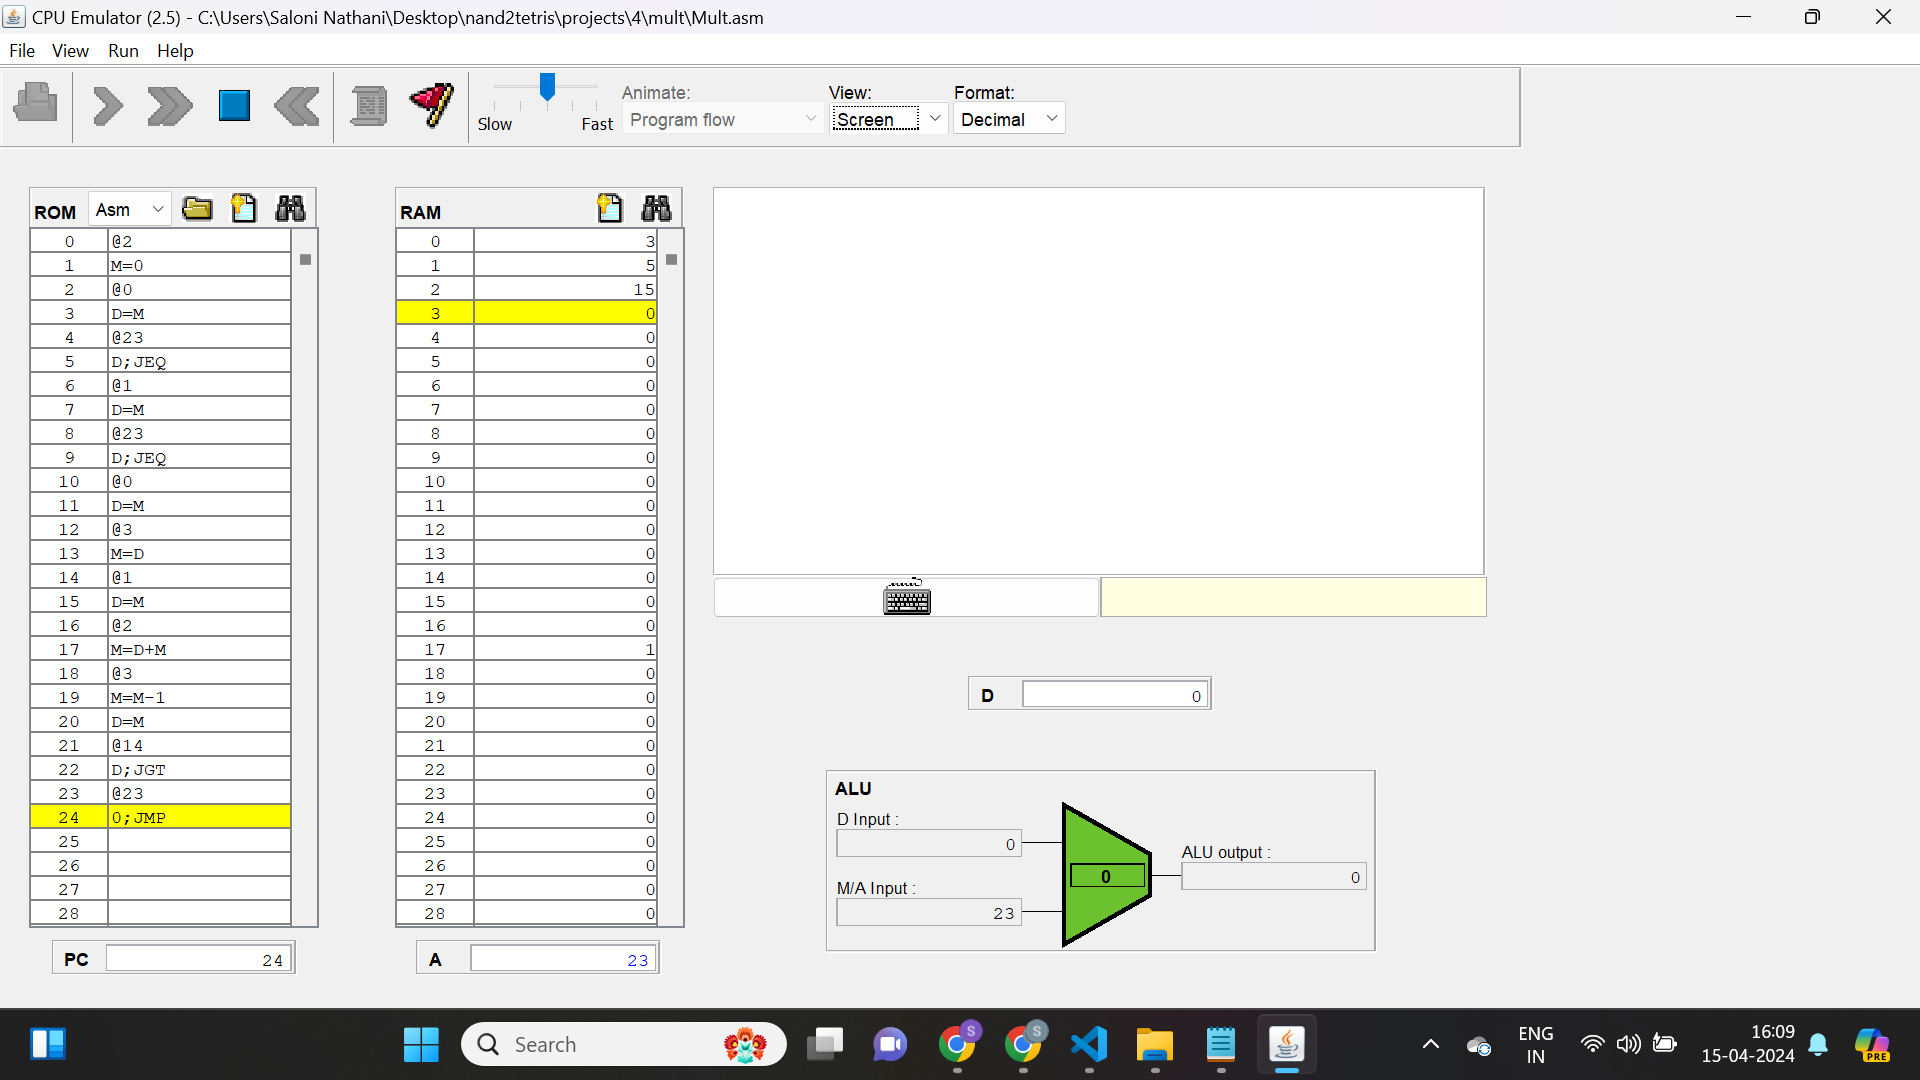 CPU Emulator (2.5) - C:\Users\Saloni Nathani\Desktop\nand2tetris\projects\4\mult\Mult.asm
File View Run Help
Slow Fast
Animate:
Program flow
View:
Screen
Format:
Decimal
ROM Asm
0 @2
1 M=0
2 @0
3 D=M
4 @23
5 D;JEQ
6 @1
7 D=M
8 @23
9 D;JEQ
10 @0
11 D=M
12 @3
13 M=D
14 @1
15 D=M
16 @2
17 M=D+M
18 @3
19 M=M-1
20 D=M
21 @14
22 D;JGT
23 @23
24 0;JMP
25
26
27
28
PC 24
RAM
0 3
1 5
2 15
3 0
4 0
5 0
6 0
7 0
8 0
9 0
10 0
11 0
12 0
13 0
14 0
15 0
16 0
17 1
18 0
19 0
20 0
21 0
22 0
23 0
24 0
25 0
26 0
27 0
28 0
A 23
D 0
ALU
D Input :
0
M/A Input :
23
0
ALU output :
0
Search
S
S
ENG
IN
16:09
15-04-2024
PRE